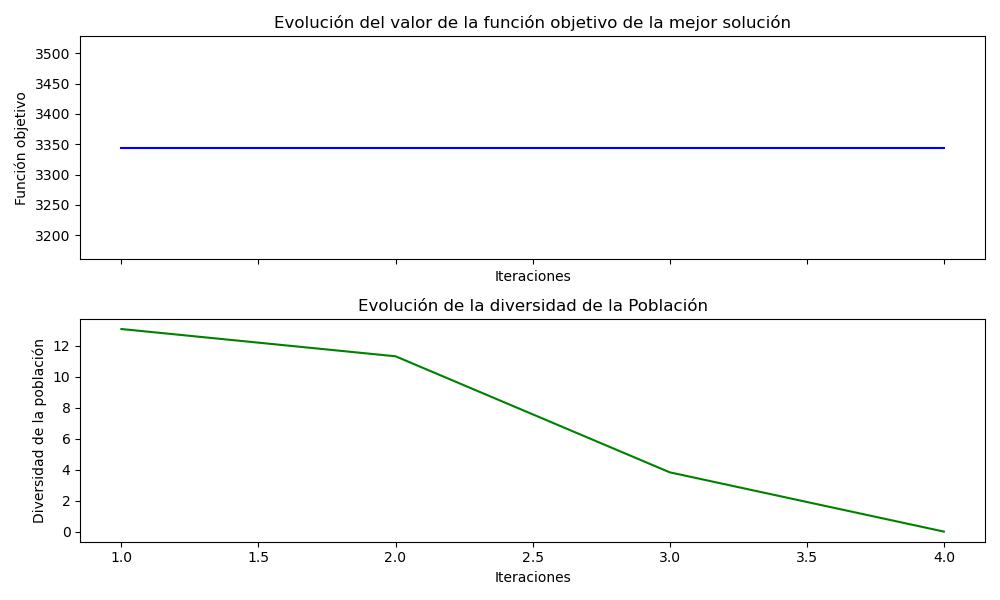 Evolución del valor de la función objetivo de la mejor solución
Función objetivo
3500
3450
3400
3350
3300
3250
3200
Iteraciones
Evolución de la diversidad de la Población
Diversidad de la población
12
10
8
6
4
2
0
1.0 1.5 2.0 2.5 3.0 3.5 4.0
Iteraciones